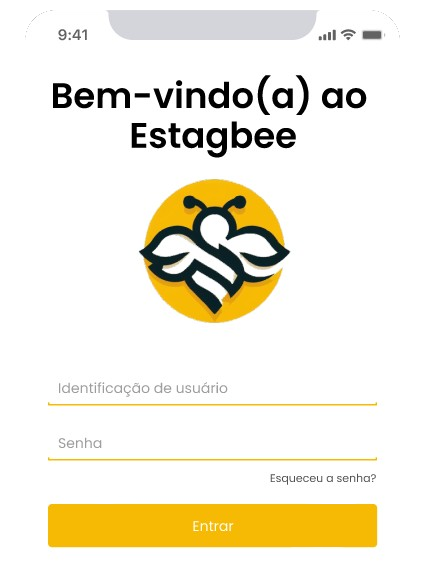 9:41
Bem-vindo(a) ao
Estagbee
Identificação de usuário
Senha
Esqueceu a senha?
Entrar